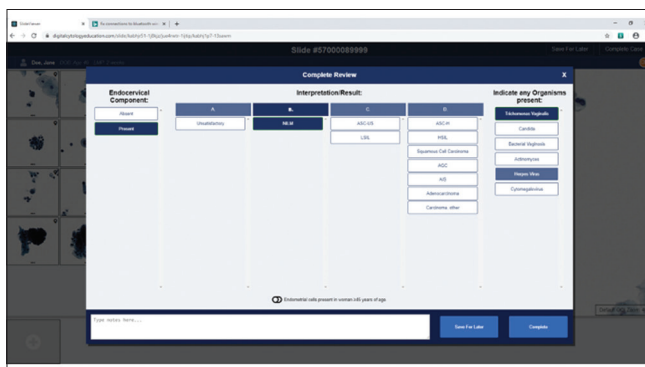 Slide #57000089999
Save For Later
Complete Case
Doe, Jane
Complete Review
X
Endocervical Component:
Absent
Present
Interpretation/Result:
A.
Unsatisfactory
B.
NILM
C.
ASC-US
LSIL
D.
ASC-H
HSIL
Squamous Cell Carcinoma
AGC
AIS
Adenocarcinoma
Carcinoma, other
Indicate any Organisms present:
Trichomonas Vaginalis
Candida
Bacterial Vaginosis
Actinomyces
Herpes Virus
Cytomegalovirus
Endometrial cells present in woman ≥45 years of age.
Type notes here...
Save For Later
Complete